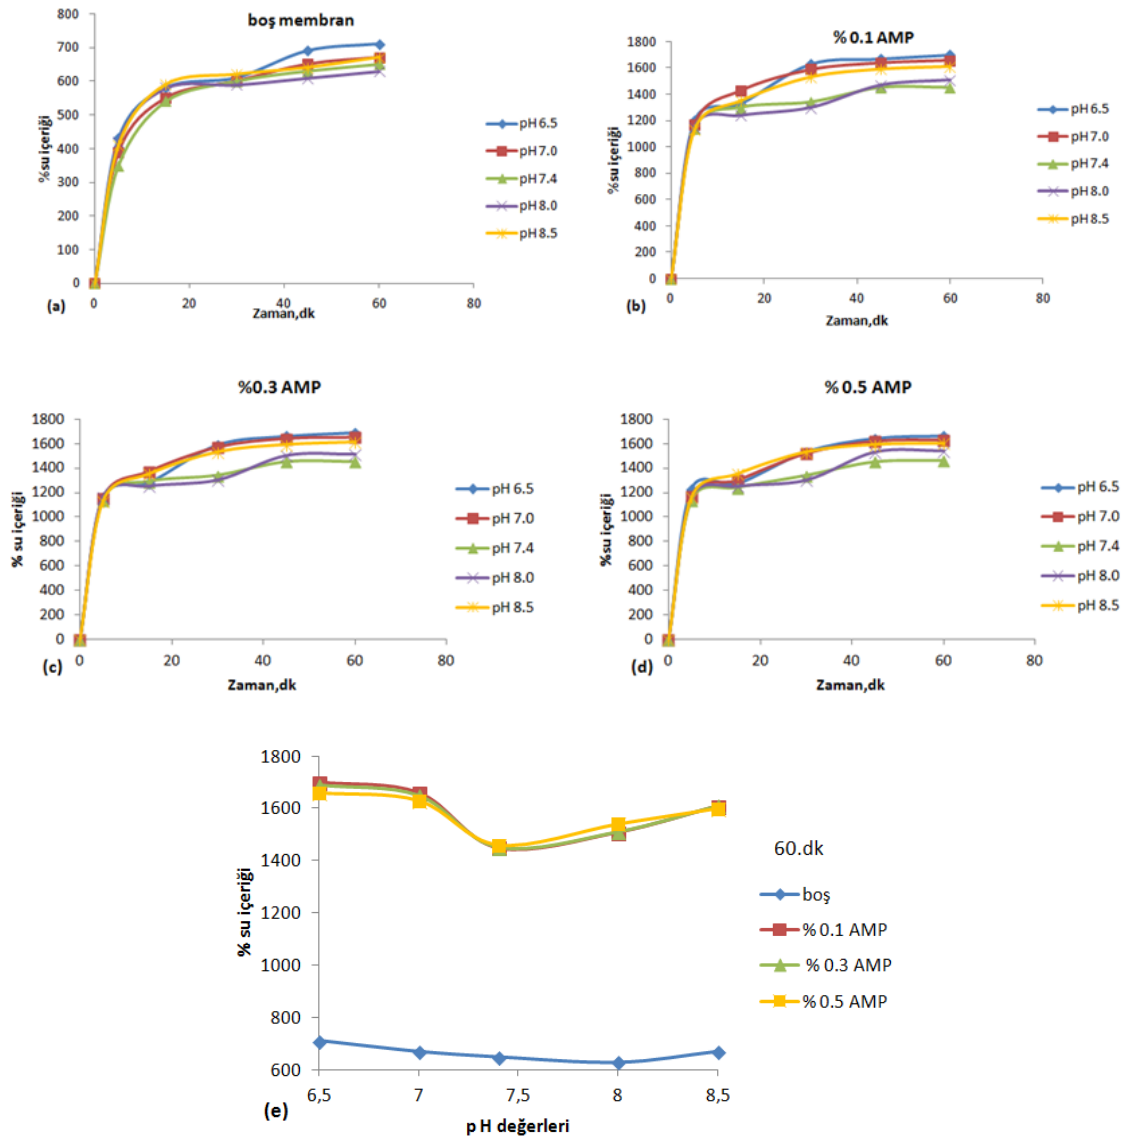 boş membran
800
700
600
500
400
300
200
100
0
%su içeriği
0 20 40 60 80
Zaman,dk
(a)
pH 6.5
pH 7.0
pH 7.4
pH 8.0
pH 8.5
% 0.1 AMP
1800
1600
1400
1200
1000
800
600
400
200
0
%su içeriği
0 20 40 60 80
Zaman,dk
(b)
pH 6.5
pH 7.0
pH 7.4
pH 8.0
pH 8.5
%0.3 AMP
1800
1600
1400
1200
1000
800
600
400
200
0
% su içeriği
0 20 40 60 80
Zaman,dk
(c)
pH 6.5
pH 7.0
pH 7.4
pH 8.0
pH 8.5
% 0.5 AMP
1800
1600
1400
1200
1000
800
600
400
200
0
%su içeriği
0 20 40 60 80
Zaman,dk
(d)
pH 6.5
pH 7.0
pH 7.4
pH 8.0
pH 8.5
1800
1600
1400
1200
1000
800
600
% su içeriği
6,5 7 7,5 8 8,5
pH değerleri
(e)
60.dk
boş
% 0.1 AMP
% 0.3 AMP
% 0.5 AMP